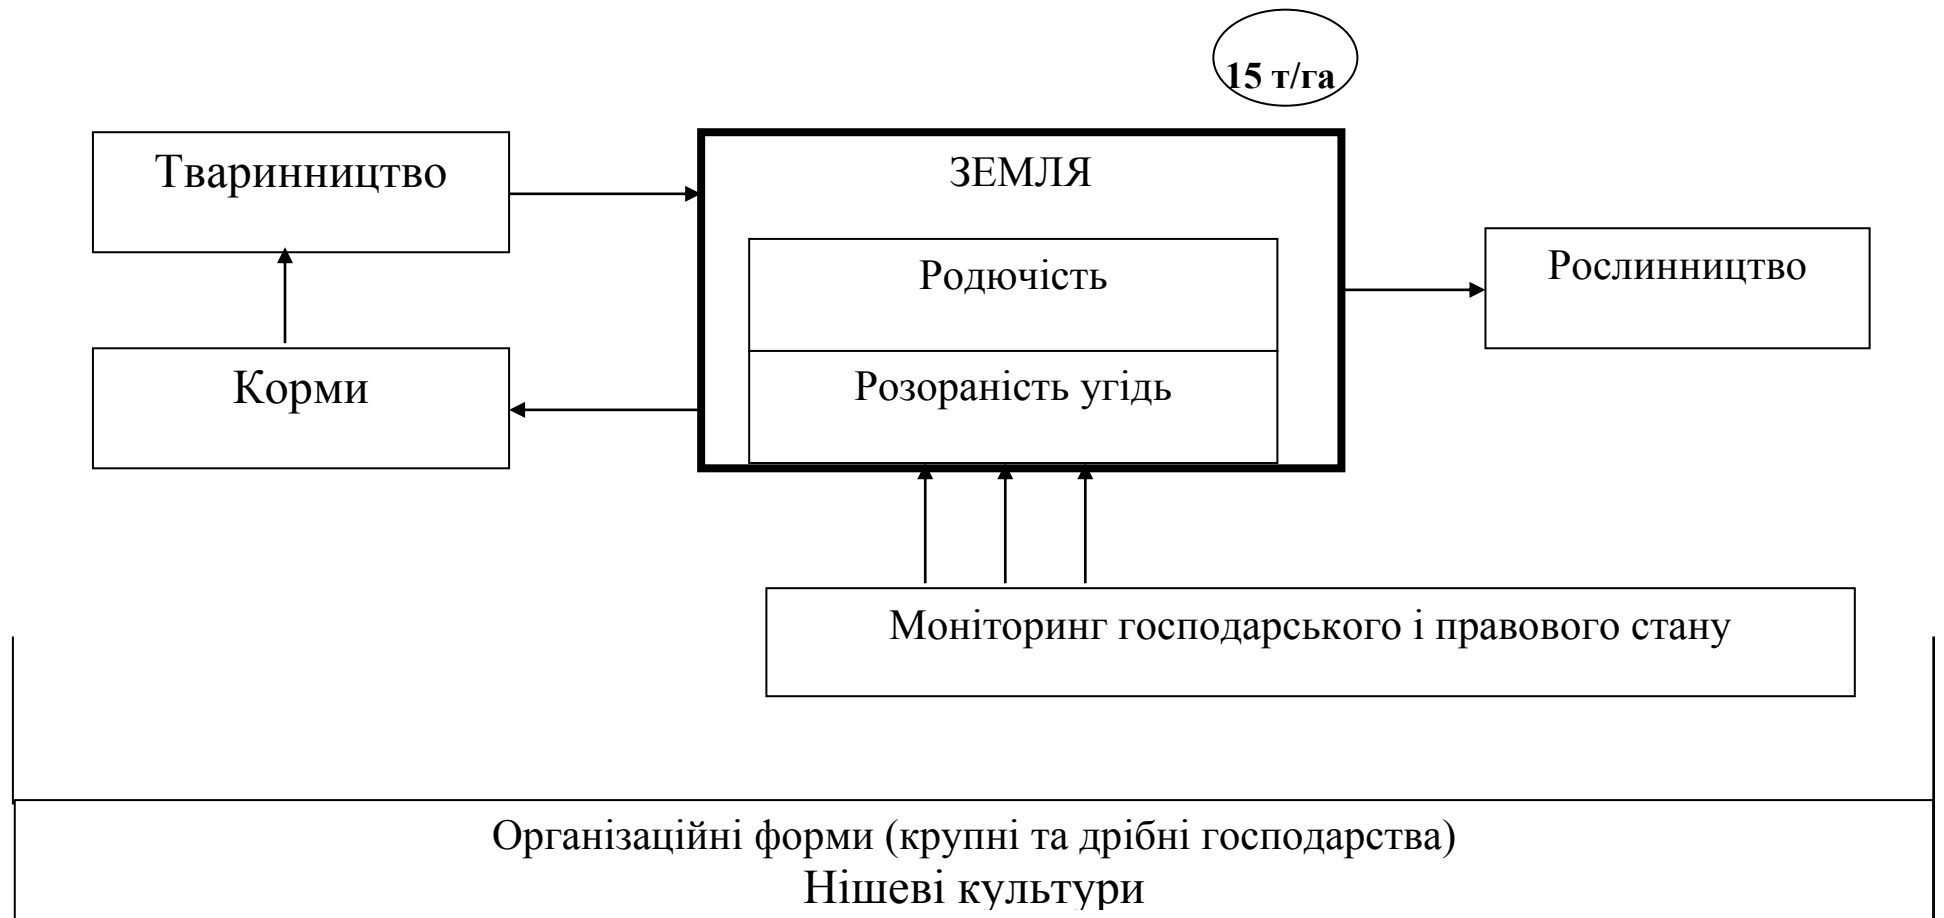 15 т/га
Тваринництво
ЗЕМЛЯ
Родючість
Рослинництво
Корми
Розораність угідь
Моніторинг господарського і правового стану
Організаційні форми (крупні та дрібні господарства)
Нішеві культури